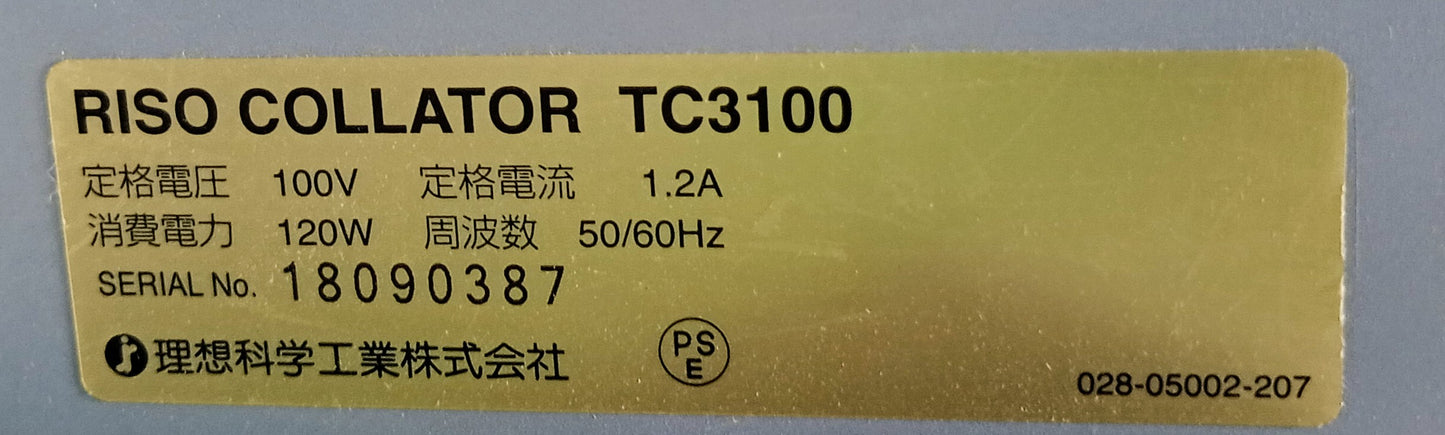 RISO COLLATOR TC3100
定格電圧 100V 定格電流 1.2A
消費電力 120W 周波数 50/60Hz
SERIAL No. 18090387
理想科学工業株式会社
PS
E
028-05002-207